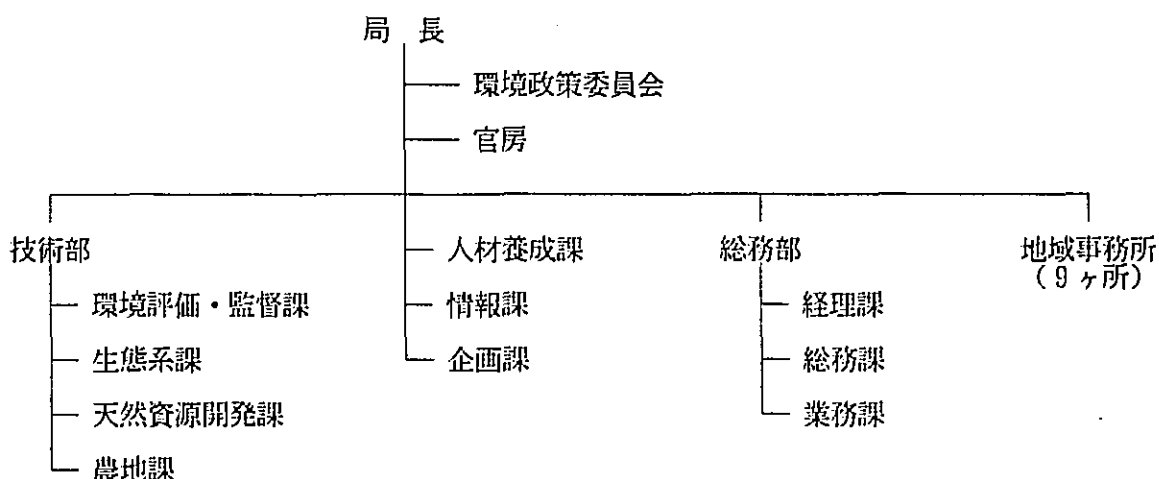 局 長
環境政策委員会
官房
技術部
人材養成課
総務部
地域事務所
(9ヶ所)
環境評価・監督課
情報課
経理課
生態系課
企画課
総務課
天然資源開発課
業務課
農地課